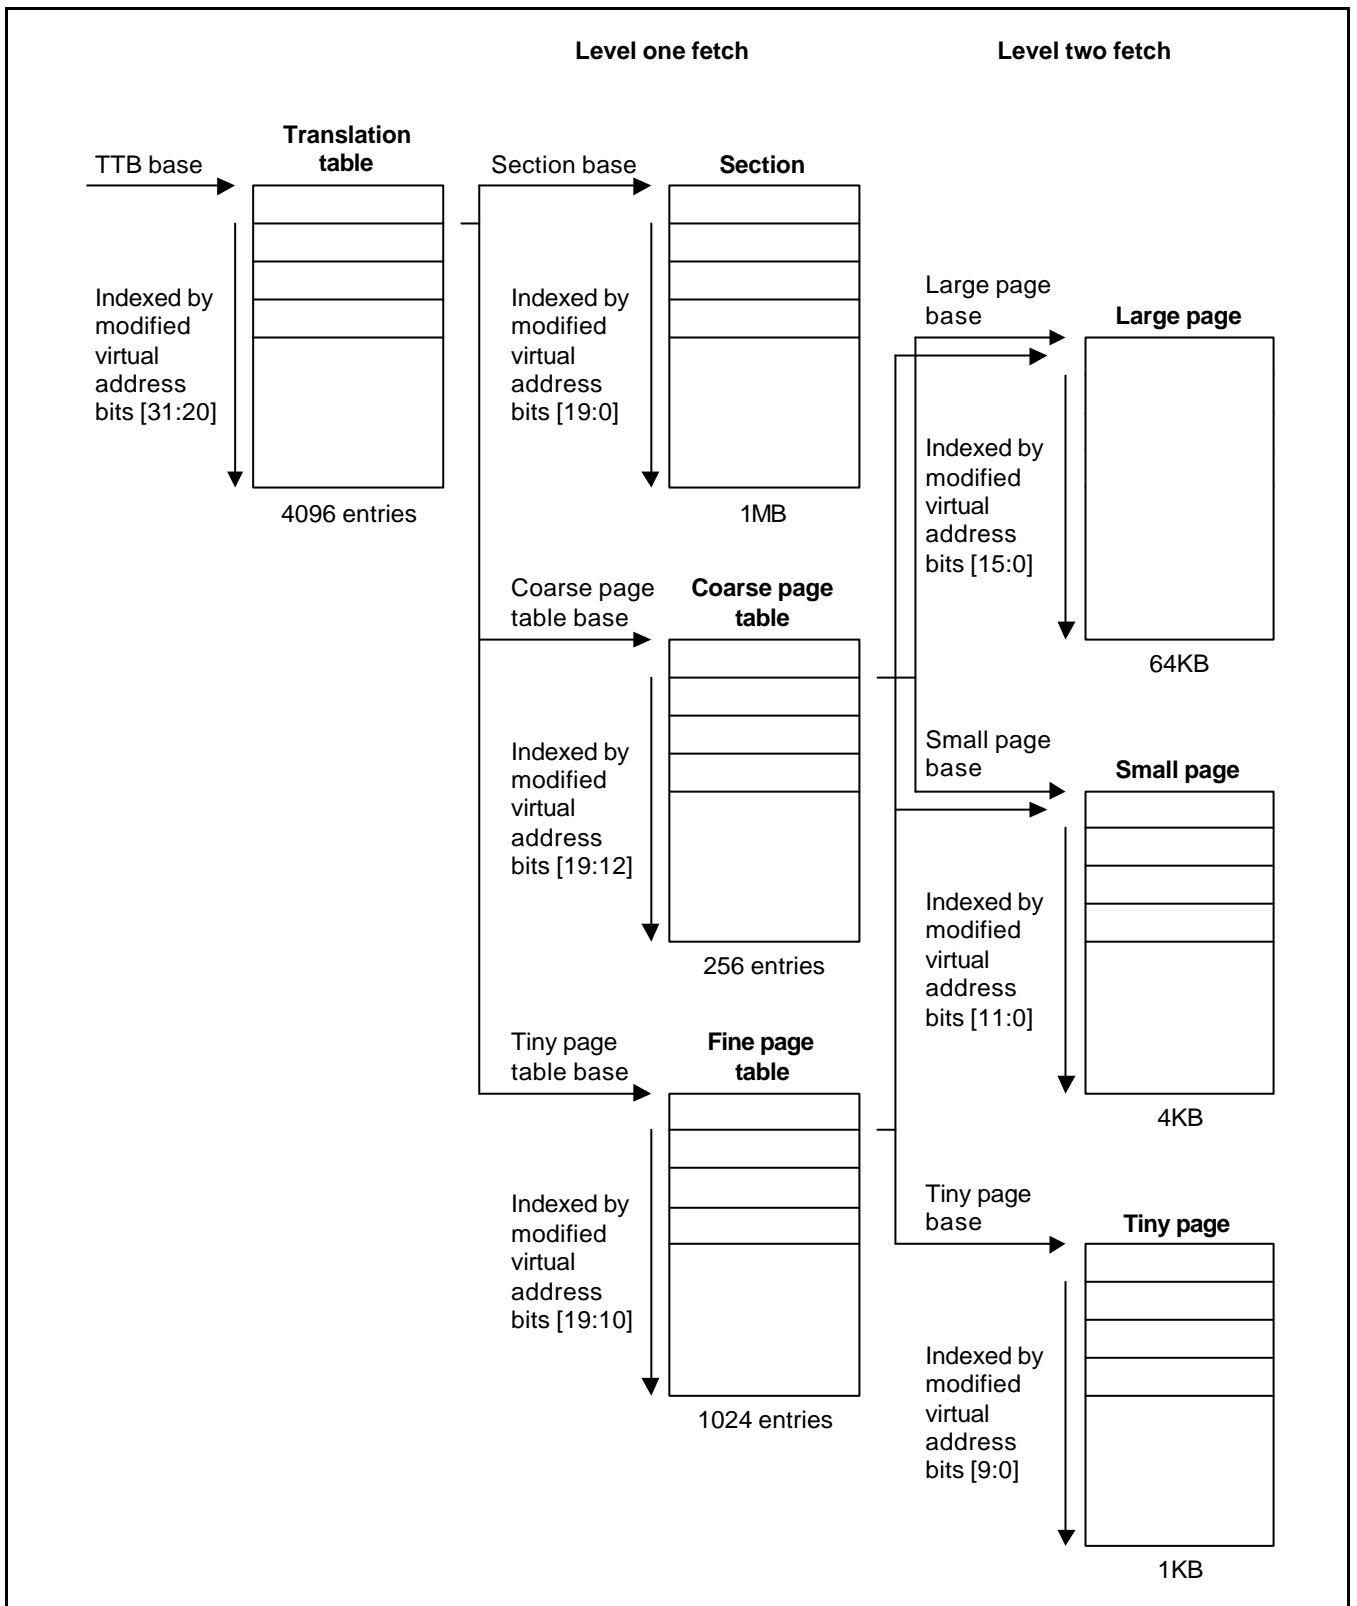 Level one fetch
Level two fetch
Translation
table
TTB base
Indexed by
modified
virtual
address
bits [31:20]
4096 entries
Section base
Section
Indexed by
modified
virtual
address
bits [19:0]
1MB
Coarse page
table base
Coarse page
table
Indexed by
modified
virtual
address
bits [19:12]
256 entries
Tiny page
table base
Fine page
table
Indexed by
modified
virtual
address
bits [19:10]
1024 entries
Large page
base
Large page
Indexed by
modified
virtual
address
bits [15:0]
64KB
Small page
base
Small page
Indexed by
modified
virtual
address
bits [11:0]
4KB
Tiny page
base
Tiny page
Indexed by
modified
virtual
address
bits [9:0]
1KB